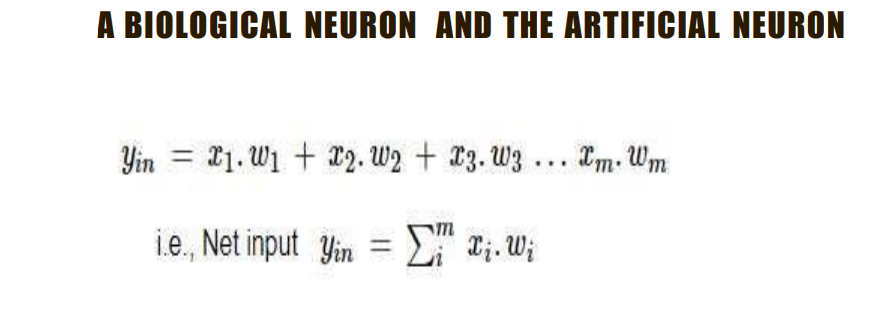 A BIOLOGICAL NEURON AND THE ARTIFICIAL NEURON
yin = x1. w1 + x2. w2 + x3. w3 … xm. wm
i.e., Net input yin = ∑i^m xi. wi